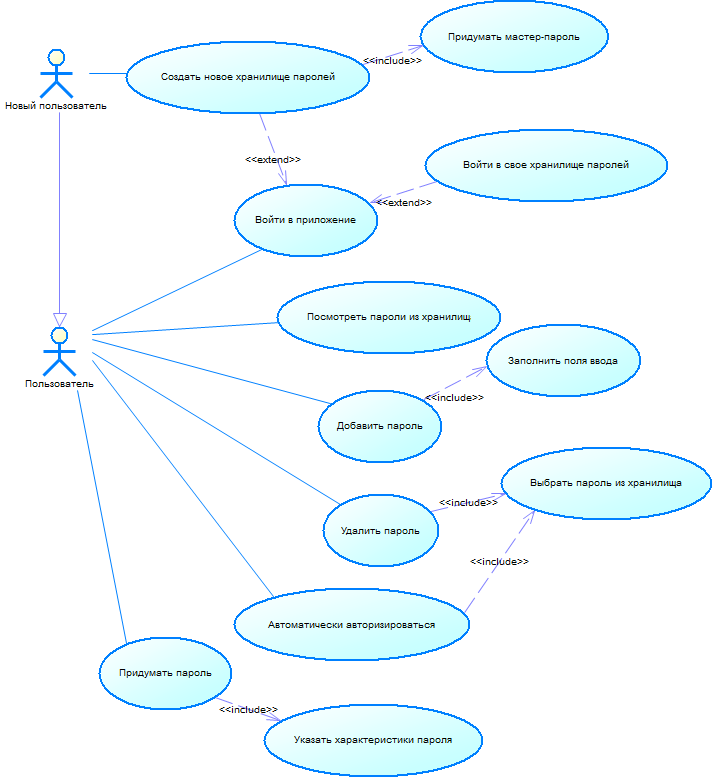 Придумать мастер-пароль
<<include>>
Создать новое хранилище паролей
Новый пользователь
<<extend>>
Войти в свое хранилище паролей
<<extend>>
Войти в приложение
Посмотреть пароли из хранилищ
Заполнить поля ввода
Пользователь
<<include>>
Добавить пароль
Выбрать пароль из хранилища
<<include>>
Удалить пароль
<<include>>
Автоматически авторизироваться
Придумать пароль
<<include>>
Указать характеристики пароля